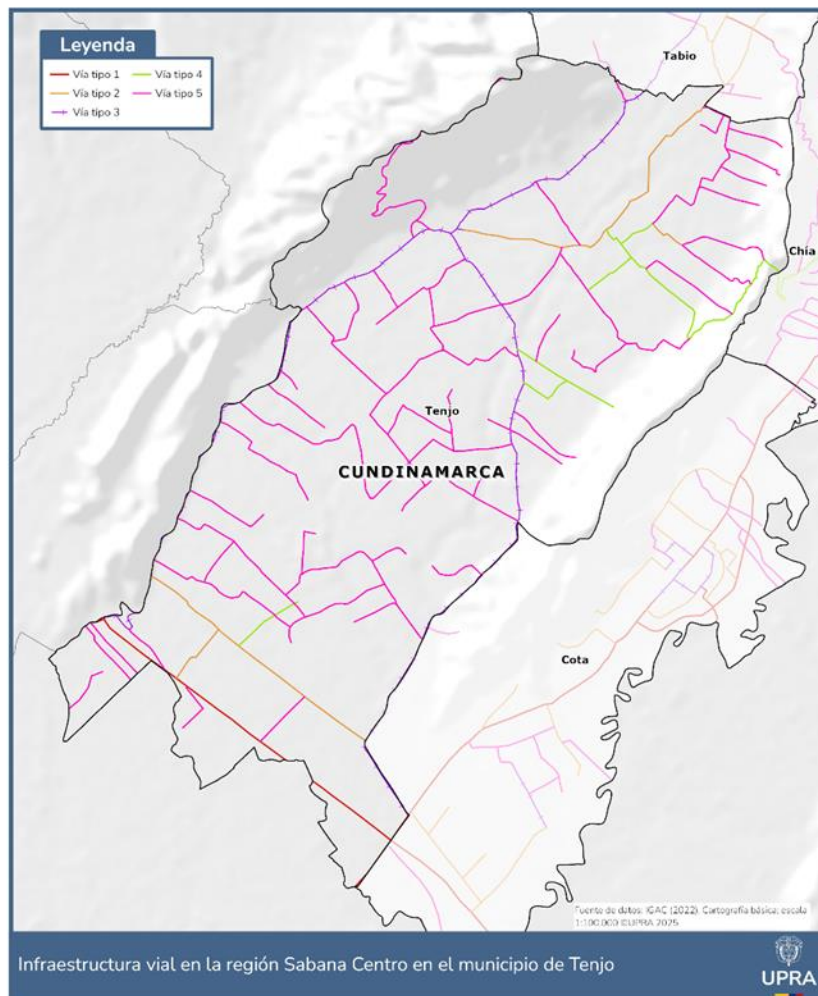 Leyenda
Vía tipo 1
Vía tipo 4
Vía tipo 2
Vía tipo 5
Vía tipo 3
Tabio
Chía
Tenjo
CUNDINAMARCA
Cota
Fuente de datos: IGAC (2022). Cartografía básica: escala
1:100.000 ©UPRA 2025
Infraestructura vial en la región Sabana Centro en el municipio de Tenjo
UPRA